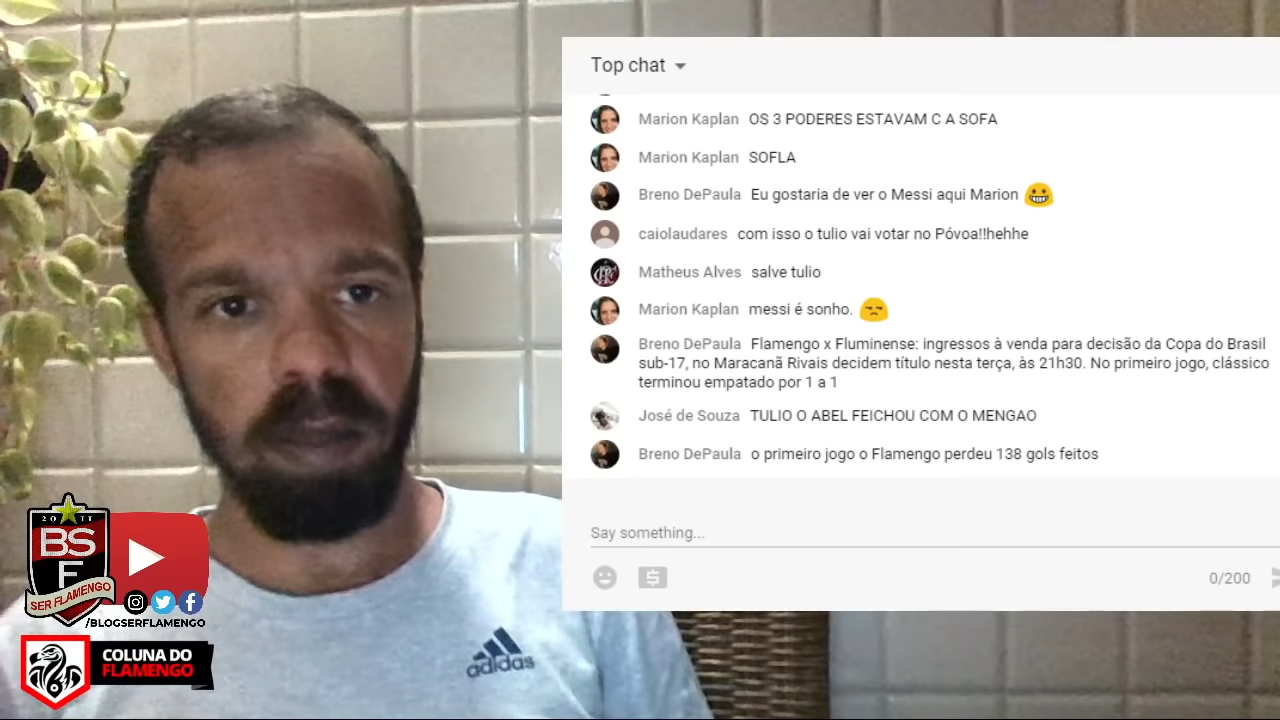 Top chat
Marion Kaplan OS 3 PODERES ESTAVAM C A SOFA
Marion Kaplan SOFLA
Breno DePaula Eu gostaria de ver o Messi aqui Marion
caiolaudares com isso o tulio vai votar no Póvoa!!hehhe
Matheus Alves salve tulio
Marion Kaplan messi é sonho.
Breno DePaula Flamengo x Fluminense: ingressos à venda para decisão da Copa do Brasil
sub-17, no Maracanã Rivais decidem título nesta terça, às 21h30. No primeiro jogo, clássico
terminou empatado por 1 a 1
José de Souza TULIO O ABEL FEICHOU COM O MENGAO
Breno DePaula o primeiro jogo o Flamengo perdeu 138 gols feitos
Say something...
0/200
20 11
BSF
SER FLAMENGO
/BLOGSERFLAMENGO
COLUNA DO
FLAMENGO
adidas